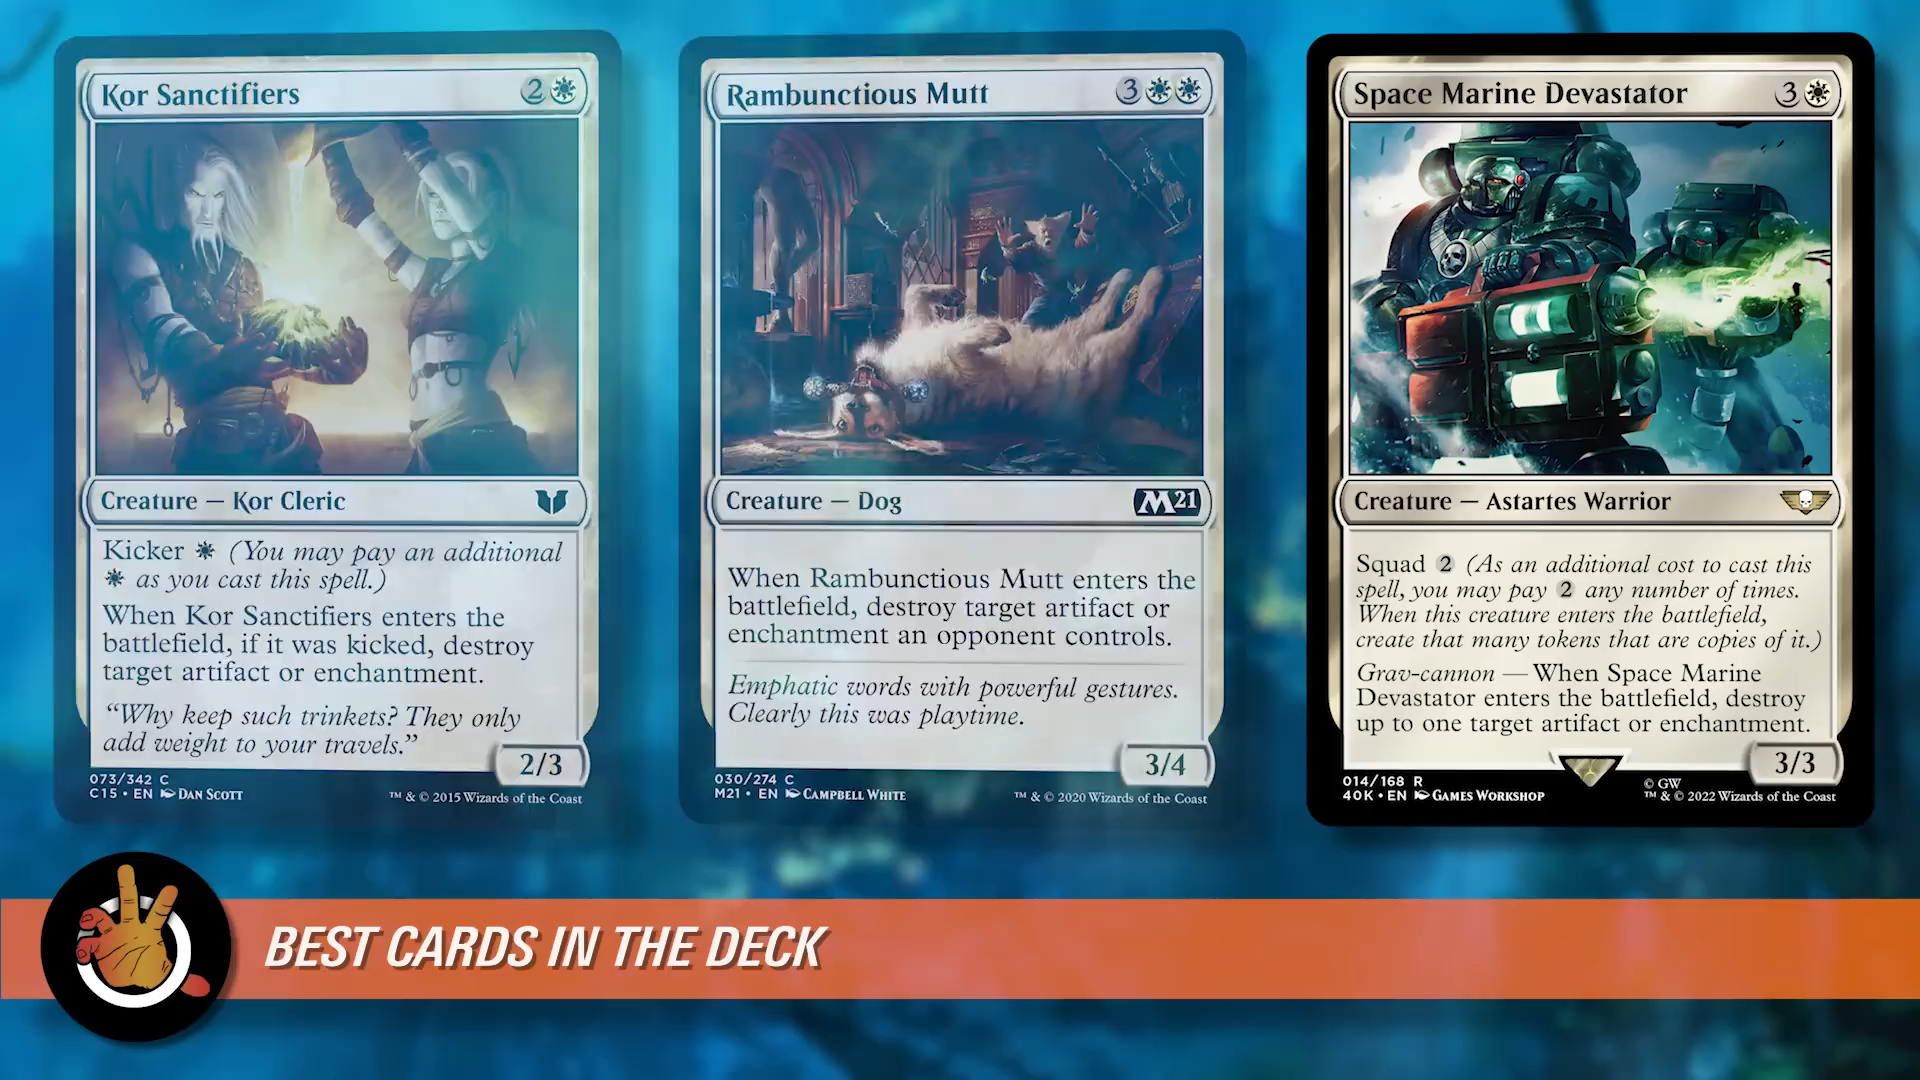 Kor Sanctifiers 2
Creature — Kor Cleric
Kicker (You may pay an additional
as you cast this spell.)
When Kor Sanctifiers enters the
battlefield, if it was kicked, destroy
target artifact or enchantment.
“Why keep such trinkets? They only
add weight to your travels.”
2/3
073/342 C
C15 • EN DAN SCOTT
™ & © 2015 Wizards of the Coast
Rambunctious Mutt 3
Creature — Dog
M21
When Rambunctious Mutt enters the
battlefield, destroy target artifact or
enchantment an opponent controls.
Emphatic words with powerful gestures.
Clearly this was playtime.
3/4
030/274 C
M21 • EN CAMPBELL WHITE
™ & © 2020 Wizards of the Coast
Space Marine Devastator 3
Creature — Astartes Warrior
Squad 2 (As an additional cost to cast this
spell, you may pay 2 any number of times.
When this creature enters the battlefield,
create that many tokens that are copies of it.)
Grav-cannon — When Space Marine
Devastator enters the battlefield, destroy
up to one target artifact or enchantment.
3/3
014/168 R
40K • EN GAMES WORKSHOP
© GW
™ & © 2022 Wizards of the Coast
BEST CARDS IN THE DECK